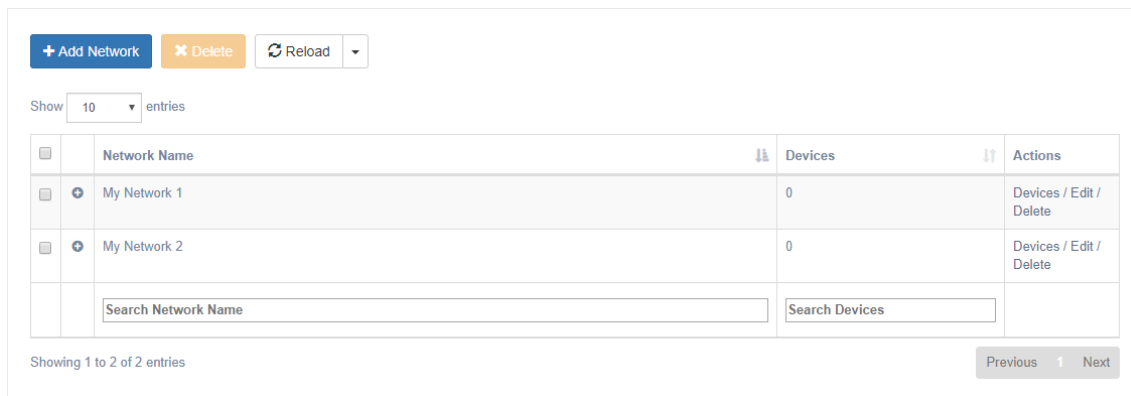 Add Network Delete Reload
Show 10 entries
Network Name Devices Actions
My Network 1 0 Devices / Edit /
Delete
My Network 2 0 Devices / Edit /
Delete
Search Network Name Search Devices
Showing 1 to 2 of 2 entries Previous 1 Next